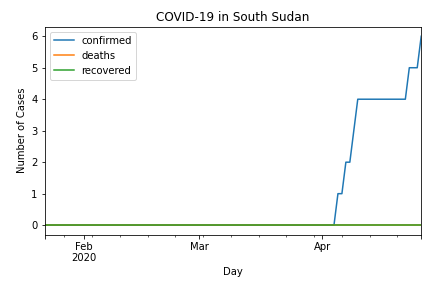 COVID-19 in South Sudan
confirmed
deaths
recovered
6
5
4
3
2
1
0
Number of Cases
Feb
2020
Mar
Apr
Day